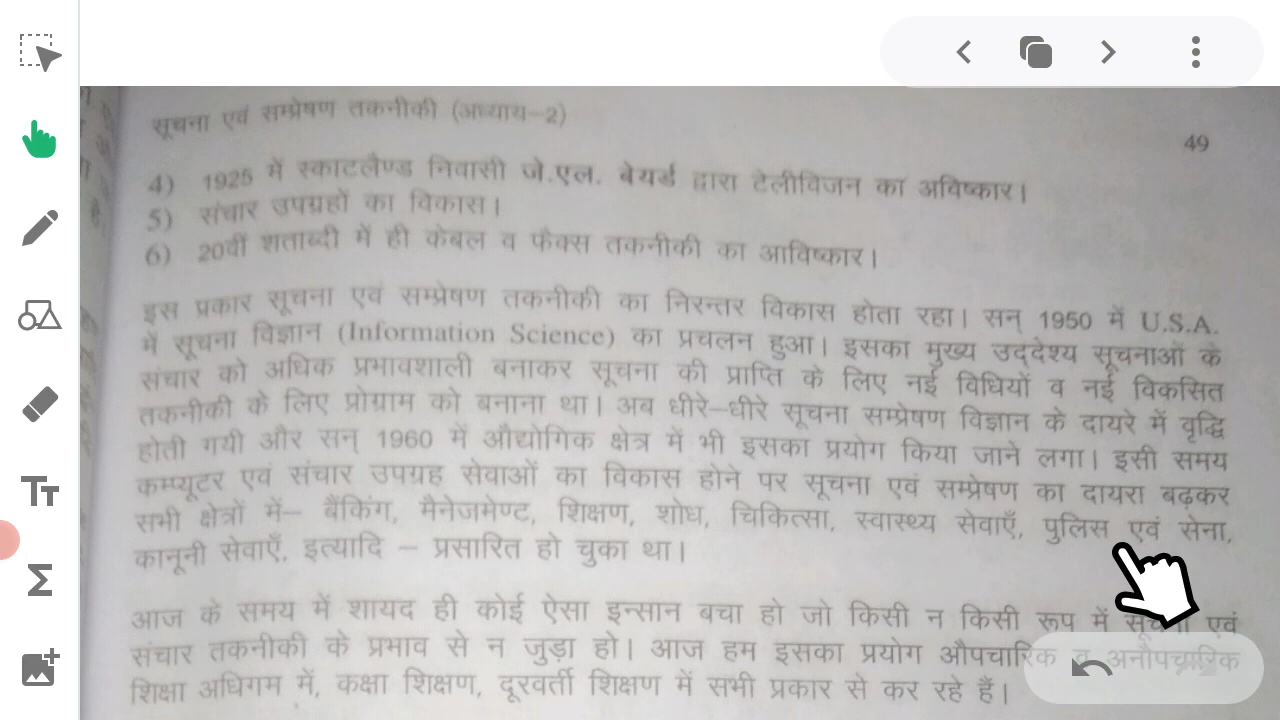 सूचना एवं सम्प्रेषण तकनीकी (अध्याय–2)
49
4) 1925 में स्काटलैण्ड निवासी जे.एल. बेयर्ड द्वारा टेलीविजन का अविष्कार।
5) संचार उपग्रहों का विकास।
6) 20वीं शताब्दी में ही केबल व फैक्स तकनीकी का आविष्कार।
इस प्रकार सूचना एवं सम्प्रेषण तकनीकी का निरन्तर विकास होता रहा। सन् 1950 में U.S.A.
में सूचना विज्ञान (Information Science) का प्रचलन हुआ। इसका मुख्य उद्देश्य सूचनाओं के
संचार को अधिक प्रभावशाली बनाकर सूचना की प्राप्ति के लिए नई विधियों व नई विकसित
तकनीकी के लिए प्रोग्राम को बनाना था। अब धीरे–धीरे सूचना सम्प्रेषण विज्ञान के दायरे में वृद्धि
होती गयी और सन् 1960 में औद्योगिक क्षेत्र में भी इसका प्रयोग किया जाने लगा। इसी समय
कम्प्यूटर एवं संचार उपग्रह सेवाओं का विकास होने पर सूचना एवं सम्प्रेषण का दायरा बढ़कर
सभी क्षेत्रों में– बैंकिंग, मैनेजमेण्ट, शिक्षण, शोध, चिकित्सा, स्वास्थ्य सेवाएँ, पुलिस एवं सेना,
कानूनी सेवाएँ, इत्यादि – प्रसारित हो चुका था।
आज के समय में शायद ही कोई ऐसा इन्सान बचा हो जो किसी न किसी रूप में सूचना एवं
संचार तकनीकी के प्रभाव से न जुड़ा हो। आज हम इसका प्रयोग औपचारिक व अनौपचारिक
शिक्षा अधिगम में, कक्षा शिक्षण, दूरवर्ती शिक्षण में सभी प्रकार से कर रहे हैं।